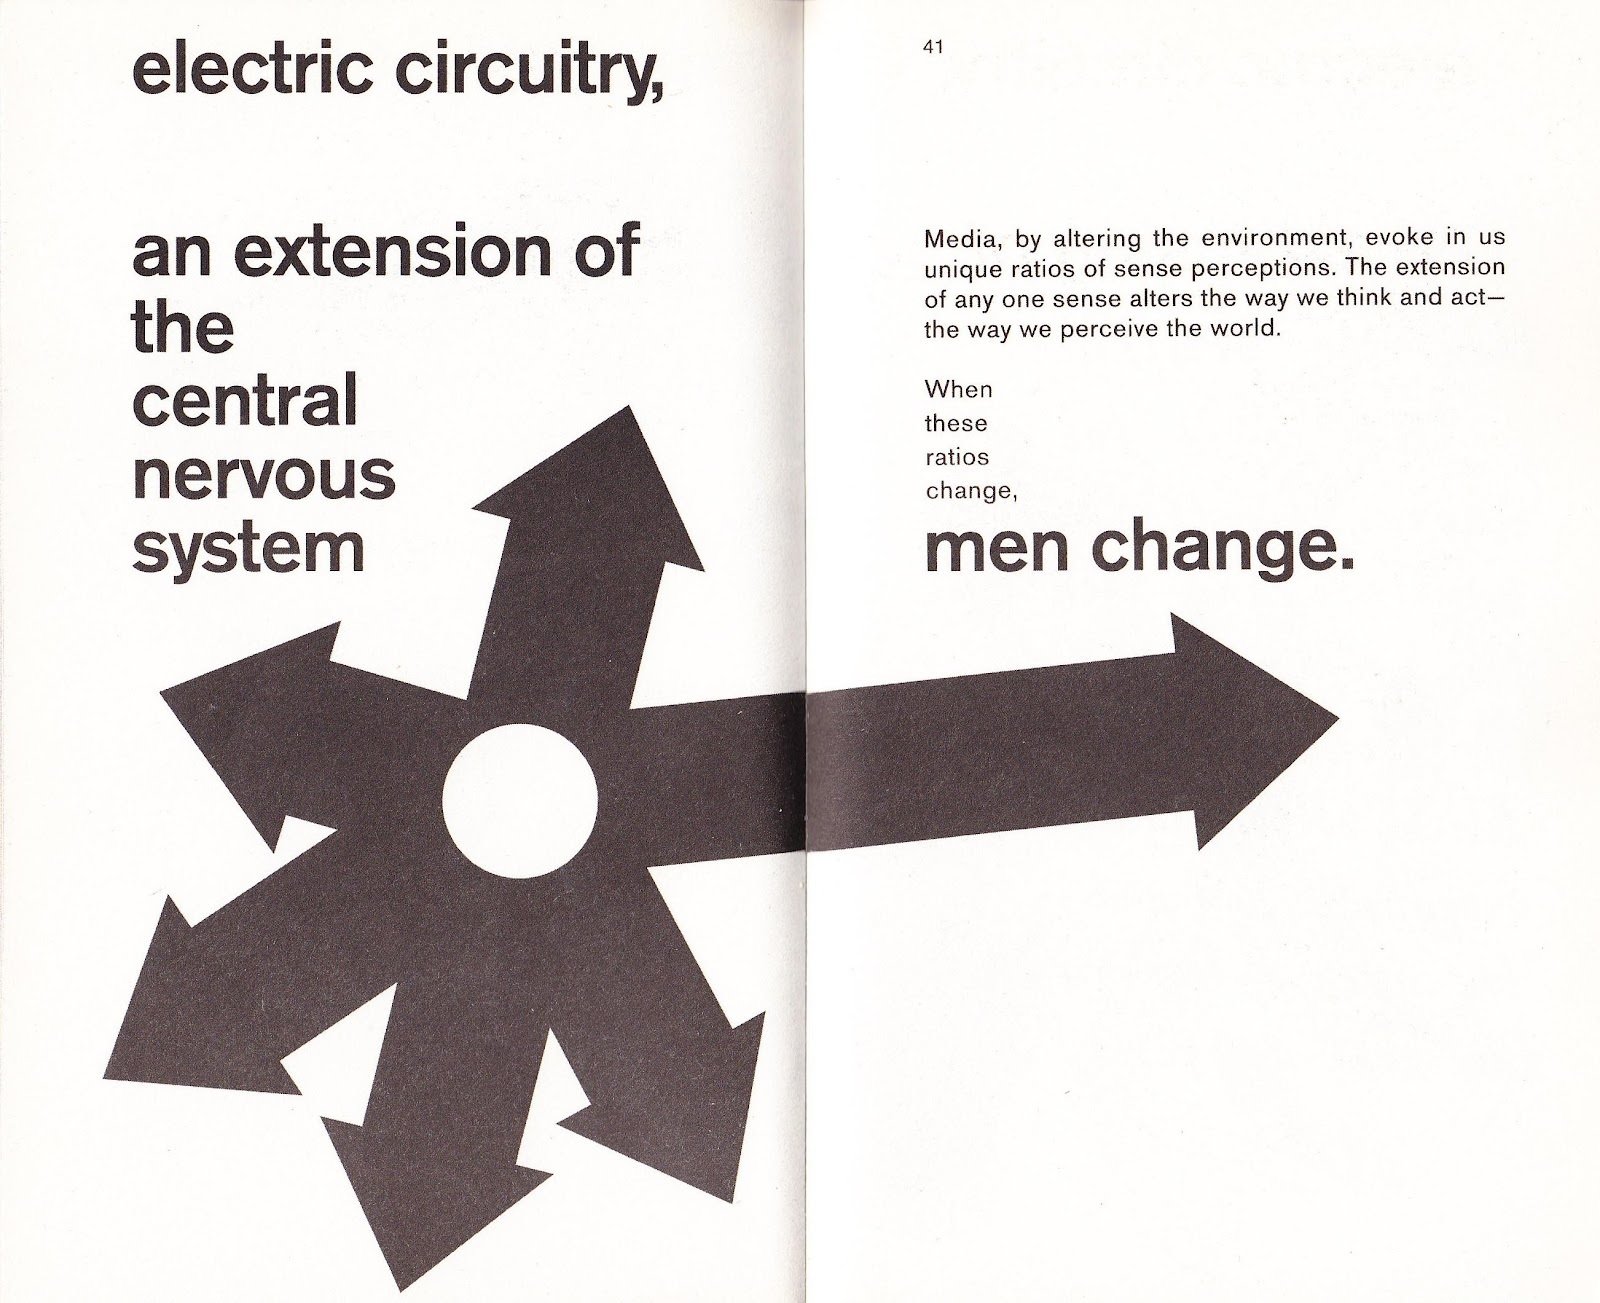 electric circuitry,
an extension of
the
central
nervous
system
41
Media, by altering the environment, evoke in us
unique ratios of sense perceptions. The extension
of any one sense alters the way we think and act—
the way we perceive the world.
When
these
ratios
change,
men change.